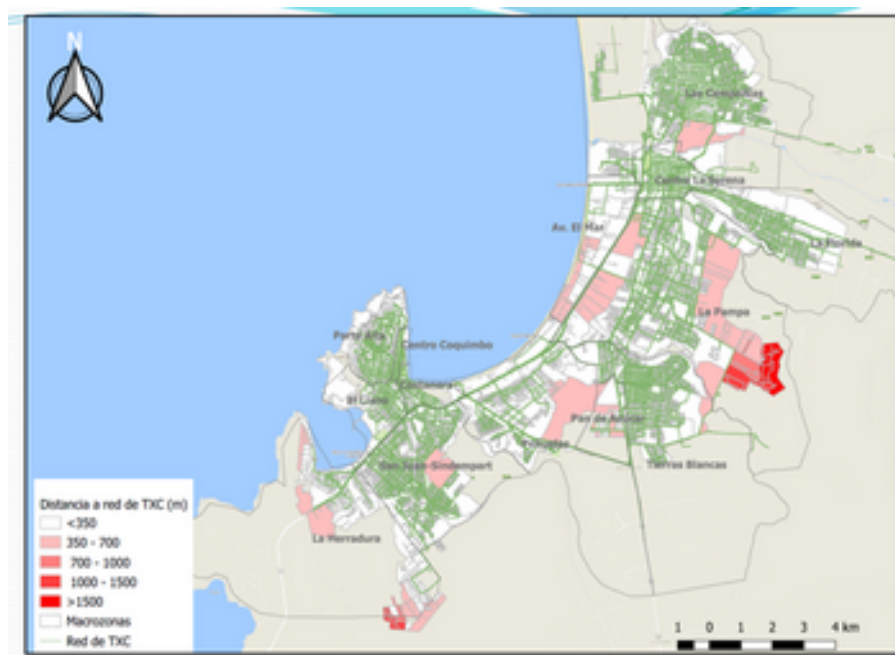 N
Las Compañías
Centro La Serena
Av. El Mar
La Florida
La Pampa
Parte Alta
Centro Coquimbo
Costanera
El Llano
Pan de Azúcar
Peñuelas
San Juan-Sindempart
Tierras Blancas
La Herradura
Distancia a red de TXC (m)
<350
350 - 700
700 - 1000
1000 - 1500
>1500
Macrozonas
Red de TXC
1 0 1 2 3 4 km